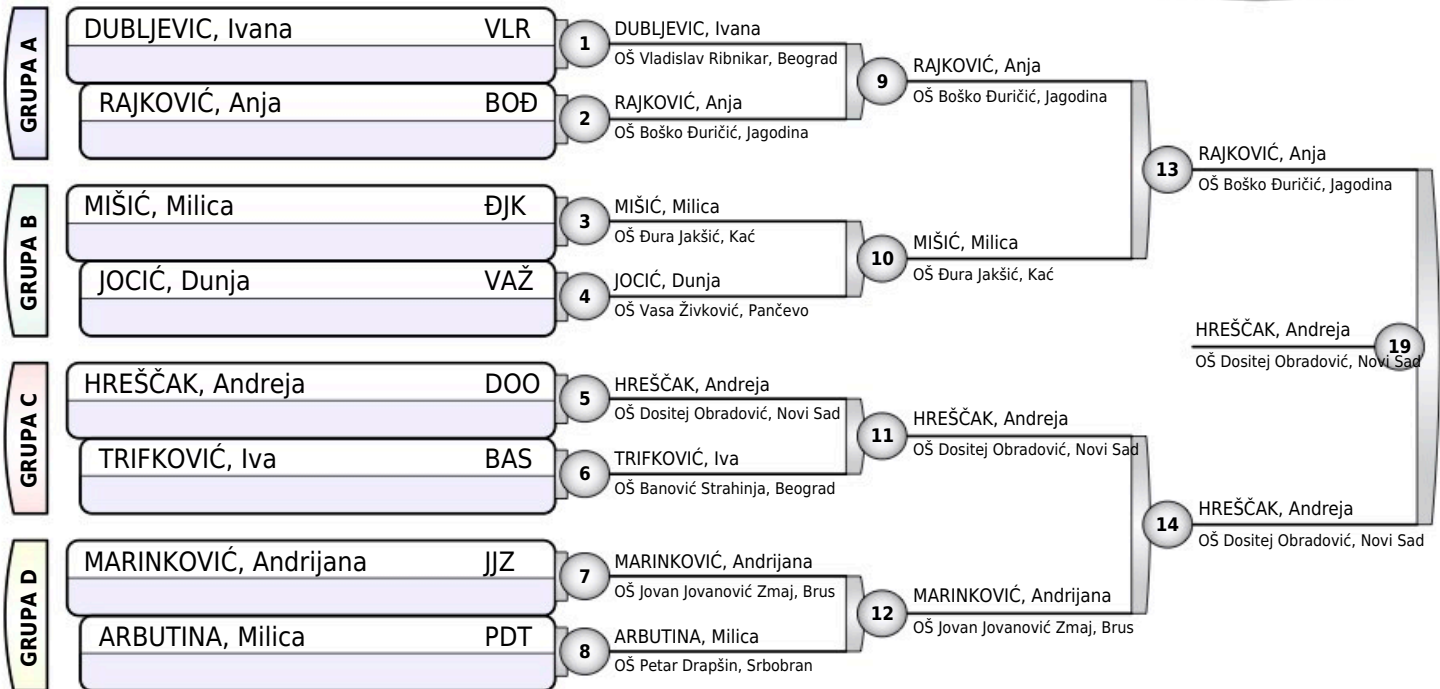 GRUPA A
DUBLJEVIC, Ivana VLR
RAJKOVIĆ, Anja BOĐ
1
DUBLJEVIC, Ivana
OŠ Vladislav Ribnikar, Beograd
2
RAJKOVIĆ, Anja
OŠ Boško Đuričić, Jagodina
9
RAJKOVIĆ, Anja
OŠ Boško Đuričić, Jagodina
GRUPA B
MIŠIĆ, Milica ĐJK
JOCIĆ, Dunja VAŽ
3
MIŠIĆ, Milica
OŠ Đura Jakšić, Kać
4
JOCIĆ, Dunja
OŠ Vasa Živković, Pančevo
10
MIŠIĆ, Milica
OŠ Đura Jakšić, Kać
13
RAJKOVIĆ, Anja
OŠ Boško Đuričić, Jagodina
GRUPA C
HREŠČAK, Andreja DOO
TRIFKOVIĆ, Iva BAS
5
HREŠČAK, Andreja
OŠ Dositej Obradović, Novi Sad
6
TRIFKOVIĆ, Iva
OŠ Banović Strahinja, Beograd
11
HREŠČAK, Andreja
OŠ Dositej Obradović, Novi Sad
GRUPA D
MARINKOVIĆ, Andrijana JJZ
ARBUTINA, Milica PDT
7
MARINKOVIĆ, Andrijana
OŠ Jovan Jovanović Zmaj, Brus
8
ARBUTINA, Milica
OŠ Petar Drapšin, Srbobran
12
MARINKOVIĆ, Andrijana
OŠ Jovan Jovanović Zmaj, Brus
14
HREŠČAK, Andreja
OŠ Dositej Obradović, Novi Sad
19
HREŠČAK, Andreja
OŠ Dositej Obradović, Novi Sad